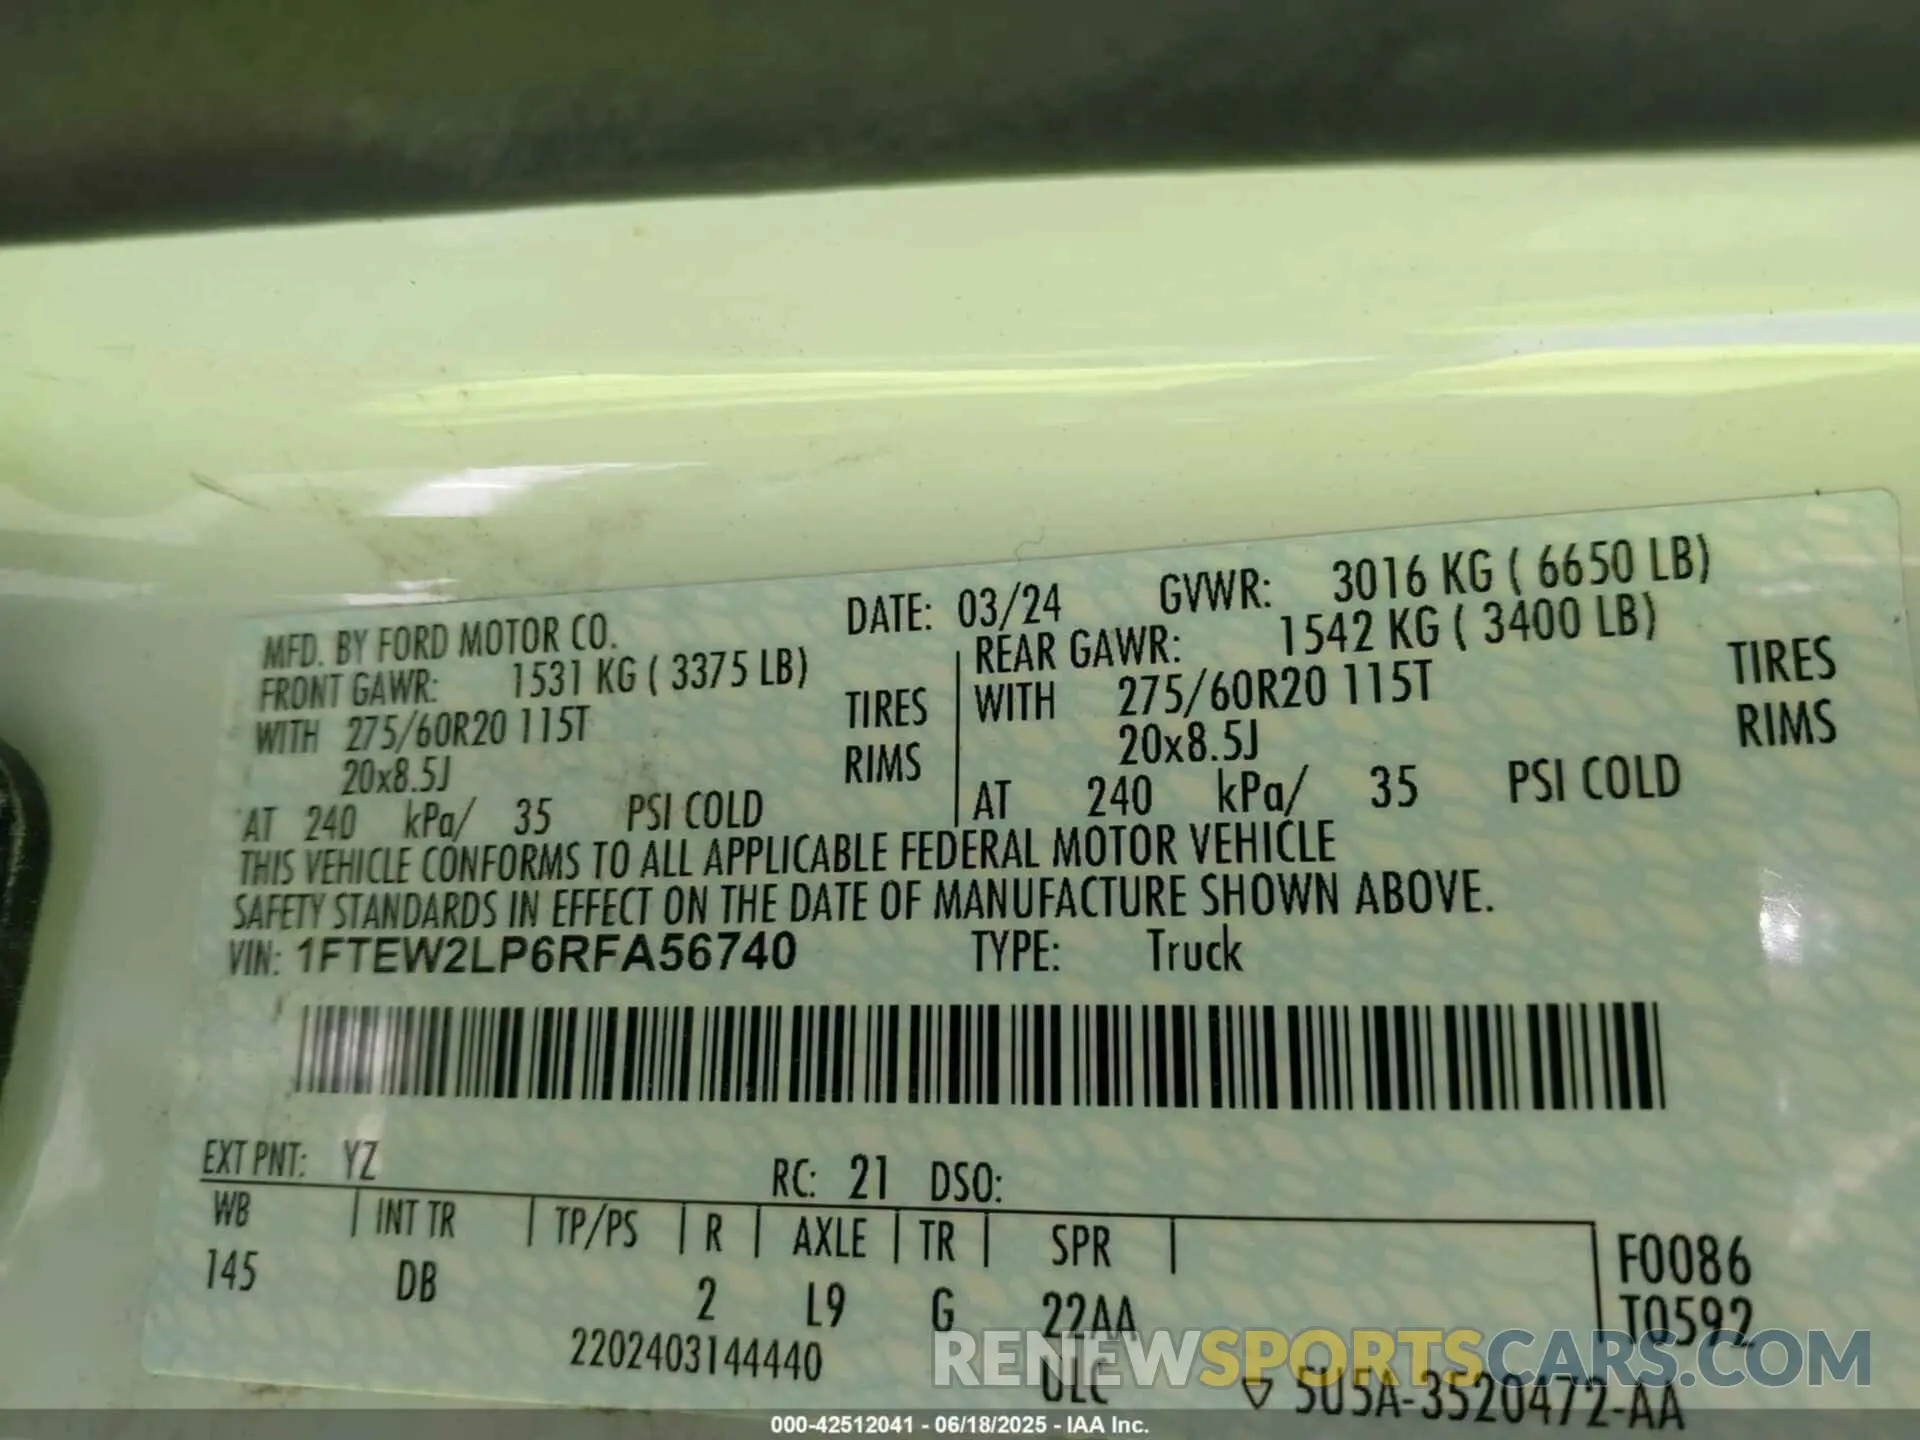 MFD. BY FORD MOTOR CO.
DATE: 03/24 GVWR: 3016 KG ( 6650 LB)
FRONT GAWR: 1531 KG ( 3375 LB)
REAR GAWR: 1542 KG ( 3400 LB)
WITH 275/60R20 115T TIRES
WITH 275/60R20 115T TIRES
20x8.5J RIMS
20x8.5J RIMS
AT 240 kPa/ 35 PSI COLD
AT 240 kPa/ 35 PSI COLD
THIS VEHICLE CONFORMS TO ALL APPLICABLE FEDERAL MOTOR VEHICLE
SAFETY STANDARDS IN EFFECT ON THE DATE OF MANUFACTURE SHOWN ABOVE.
VIN: 1FTEW2LP6RFA56740 TYPE: Truck
EXT PNT: YZ RC: 21 DSO:
WB | INT TR | TP/PS | R | AXLE | TR | SPR |
145 DB 2 L9 G 22AA
F0086
T0592
2202403144440
ULC
▽ 5U5A-3520472-AA
RENEWSPORTSCARS.COM
000-42512041 - 06/18/2025 - IAA Inc.